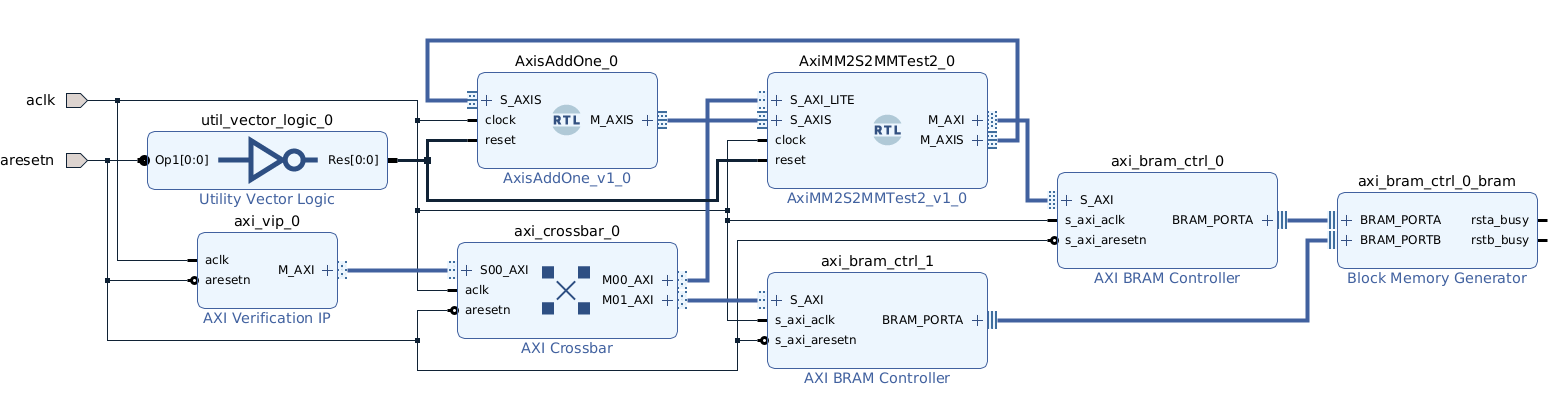 aclk
aresetn
util_vector_logic_0
Op1[0:0]
Res[0:0]
Utility Vector Logic
axi_vip_0
aclk
aresetn
M_AXI
AXI Verification IP
AxisAddOne_0
S_AXIS
clock
reset
RTL
M_AXIS
AxisAddOne_v1_0
axi_crossbar_0
S00_AXI
aclk
aresetn
M00_AXI
M01_AXI
AXI Crossbar
AxiMM2S2MMTest2_0
S_AXI_LITE
S_AXIS
clock
reset
RTL
M_AXI
M_AXIS
AxiMM2S2MMTest2_v1_0
axi_bram_ctrl_1
S_AXI
s_axi_aclk
s_axi_aresetn
BRAM_PORTA
AXI BRAM Controller
axi_bram_ctrl_0
S_AXI
s_axi_aclk
s_axi_aresetn
BRAM_PORTA
AXI BRAM Controller
axi_bram_ctrl_0_bram
BRAM_PORTA
BRAM_PORTB
rsta_busy
rstb_busy
Block Memory Generator